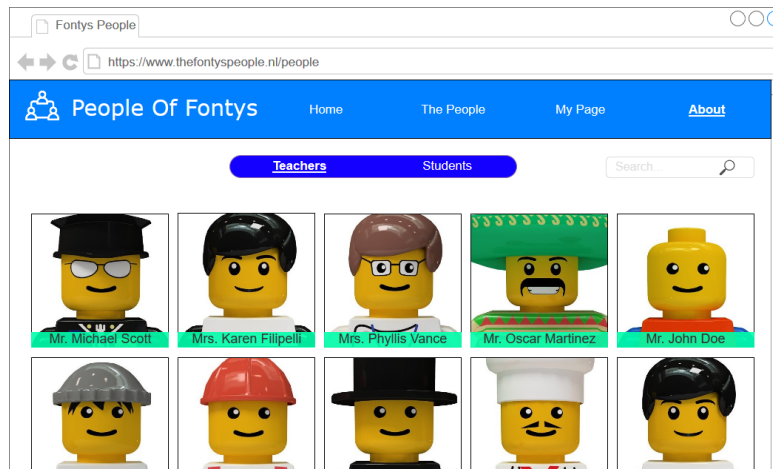 Fontys People
https://www.thefontyspeople.nl/people
People Of Fontys Home The People My Page About
Teachers Students Search...
Mr. Michael Scott Mrs. Karen Filipelli Mrs. Phyllis Vance Mr. Oscar Martinez Mr. John Doe